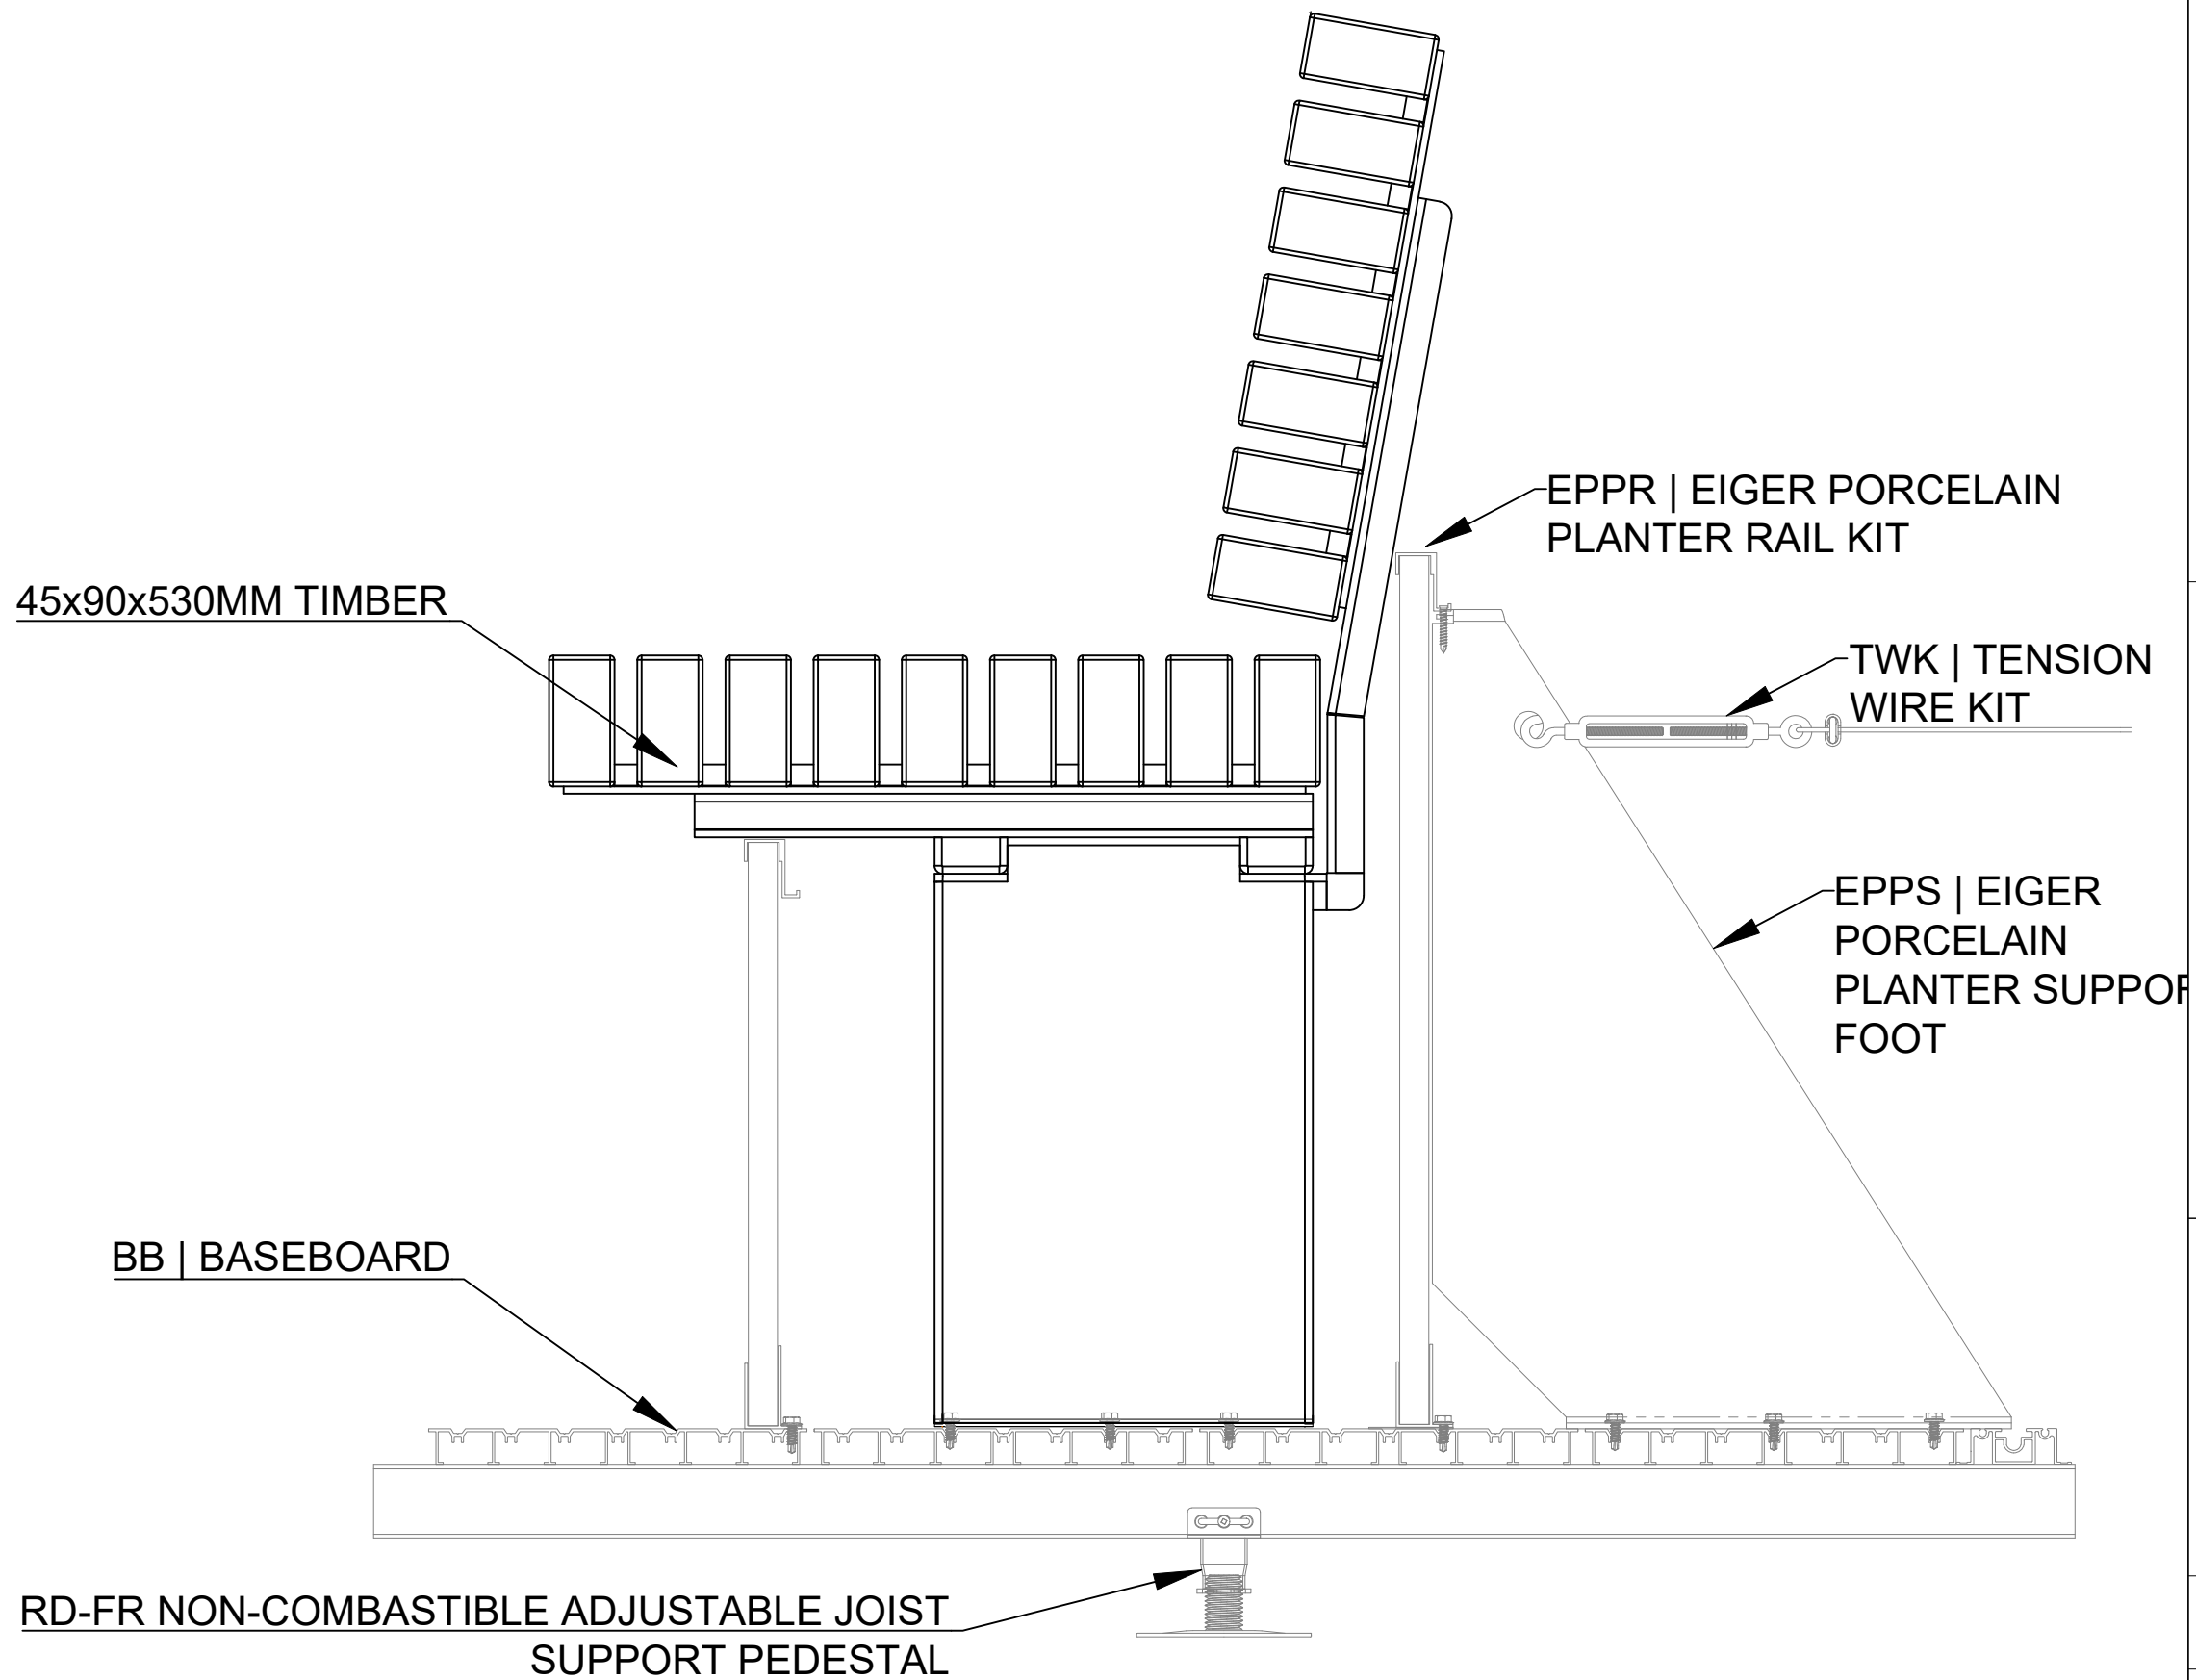 EPPR | EIGER PORCELAIN
PLANTER RAIL KIT
45x90x530MM TIMBER
TWK | TENSION
WIRE KIT
EPPS | EIGER
PORCELAIN
PLANTER
FOOT
BB | BASEBOARD
RD-FR NON-COMBASTIBLE ADJUSTABLE JOIST
SUPPORT PEDESTAL